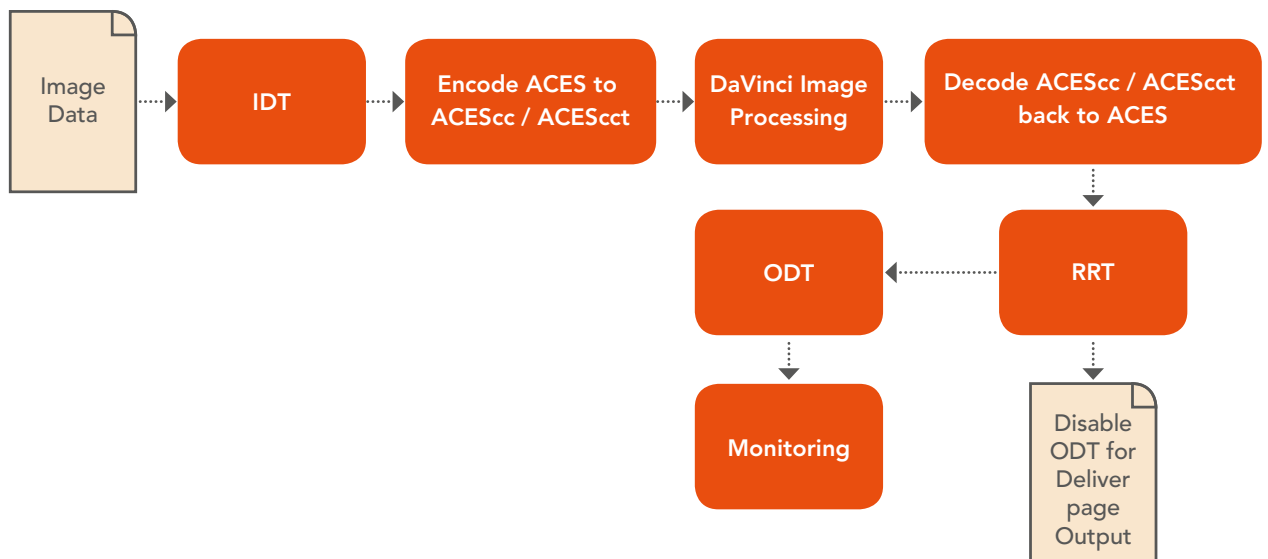 Image
Data
IDT
Encode ACES to
ACEScc / ACEScct
DaVinci Image
Processing
Decode ACEScc / ACEScct
back to ACES
ODT
RRT
Monitoring
Disable
ODT for
Deliver
page
Output